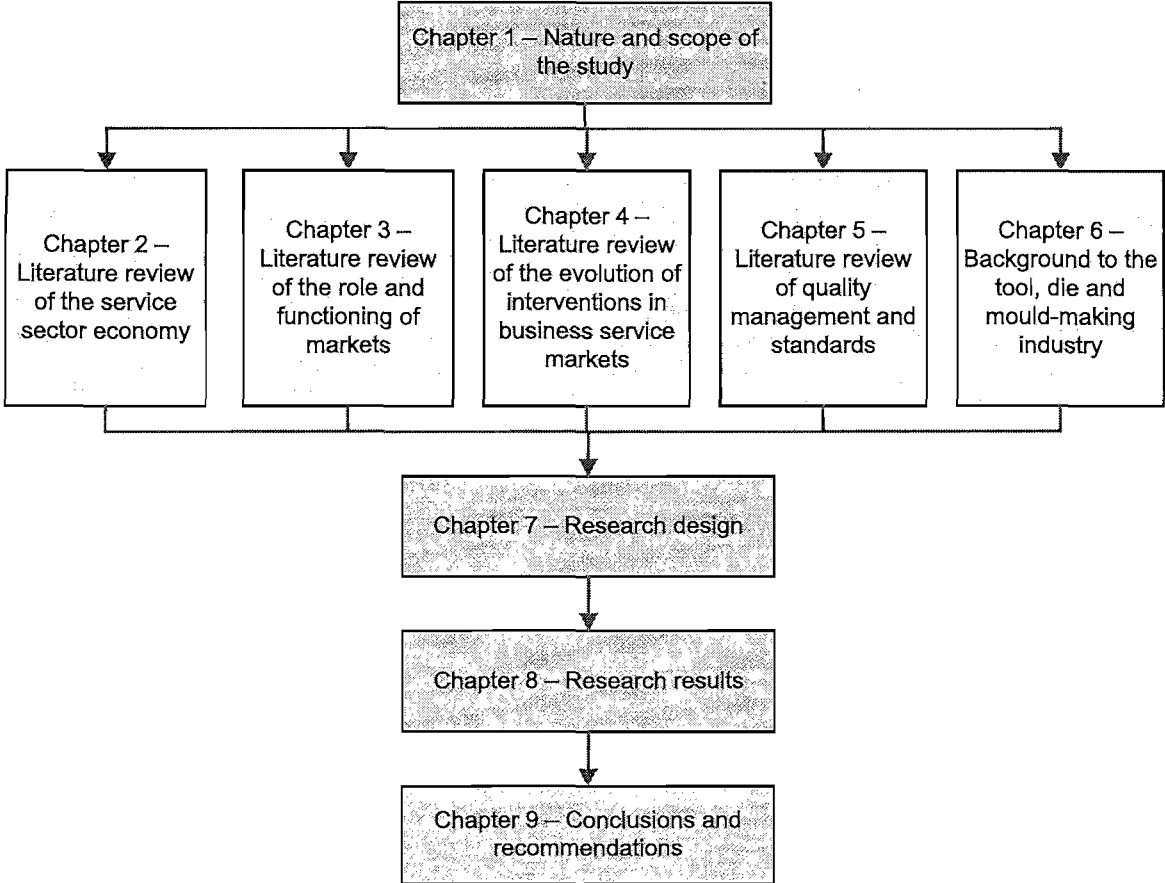 Chapter 1 – Nature and scope of
the study
Chapter 2 –
Literature review
of the service
sector economy
Chapter 3 –
Literature review
of the role and
functioning of
markets
Chapter 4 –
Literature review
of the evolution of
interventions in
business service
markets
Chapter 5 –
Literature review
of quality
management and
standards
Chapter 6 –
Background to the
tool, die and
mould-making
industry
Chapter 7 – Research design
Chapter 8 – Research results
Chapter 9 – Conclusions and
recommendations